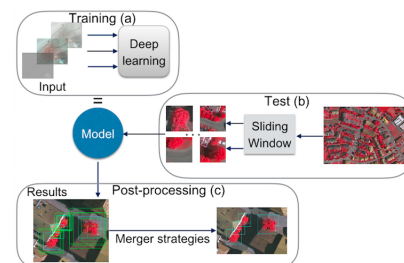 Training (a)
Deep
learning
Input
=
Model
Test (b)
Sliding
Window
...
Results
Post-processing (c)
Merger strategies